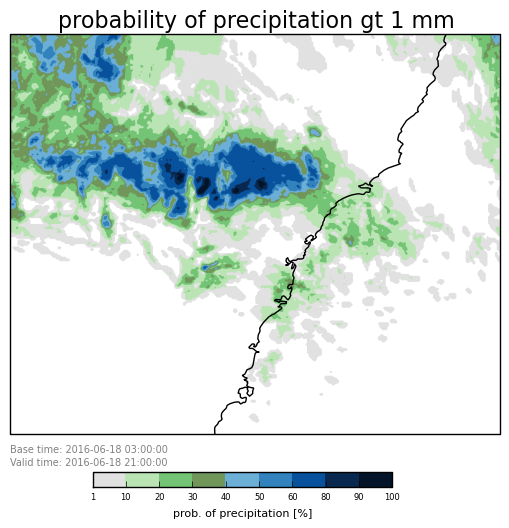 probability of precipitation gt 1 mm
Base time: 2016-06-18 03:00:00
Valid time: 2016-06-18 21:00:00
1 10 20 30 40 50 60 70 80 90 100
prob. of precipitation [%]